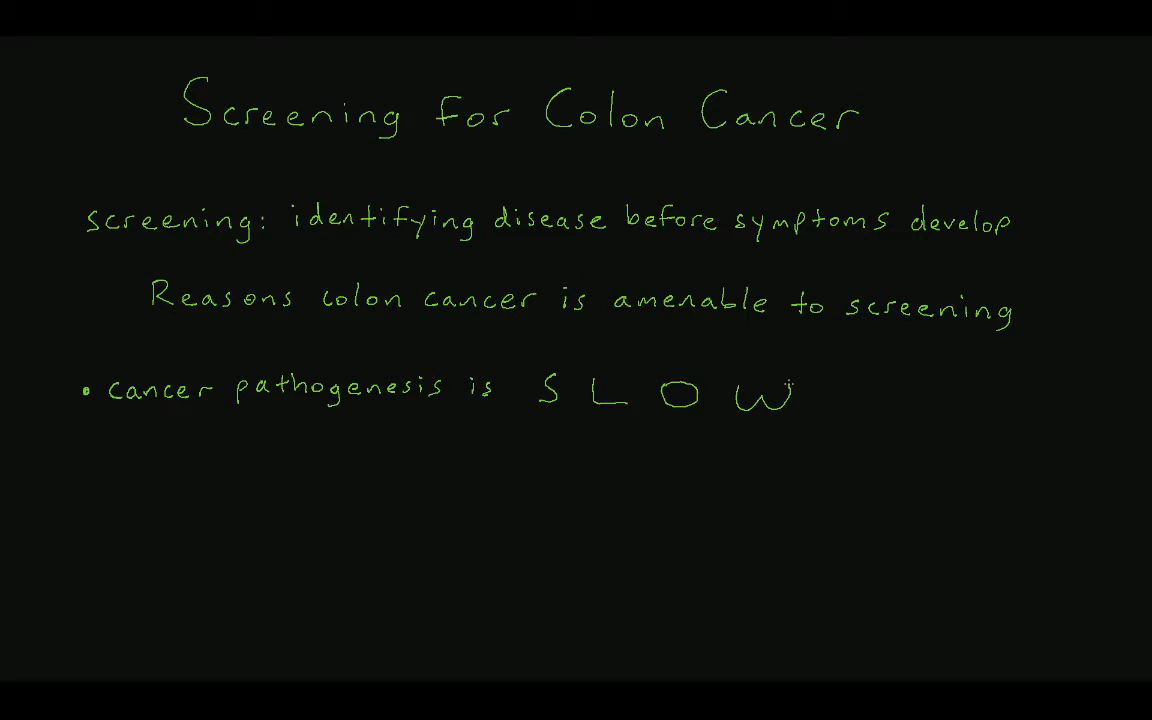 Screening for Colon Cancer
screening: identifying disease before symptoms develop
Reasons colon cancer is amenable to screening
• cancer pathogenesis is S L O W